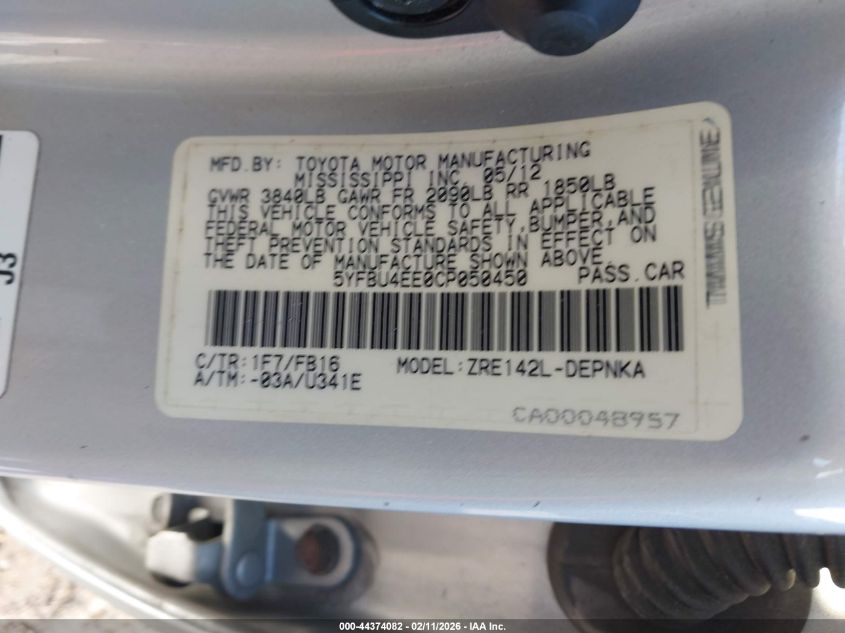 MFD.BY: TOYOTA MOTOR MANUFACTURING
MISSISSIPPI INC 05/12
GVWR 3840LB GAWR FR 2090LB RR 1850LB
THIS VEHICLE CONFORMS TO ALL APPLICABLE
FEDERAL MOTOR VEHICLE SAFETY,BUMPER,AND
THEFT PREVENTION STANDARDS IN EFFECT ON
THE DATE OF MANUFACTURE SHOWN ABOVE.
5YFBU4EE0CP050450 PASS.CAR
C/TR:1F7/FB16 MODEL:ZRE142L-DEPNKA
A/TM:-03A/U341E
CA00048957
GENUINE
J3
000-44374082 - 02/11/2026 - IAA Inc.